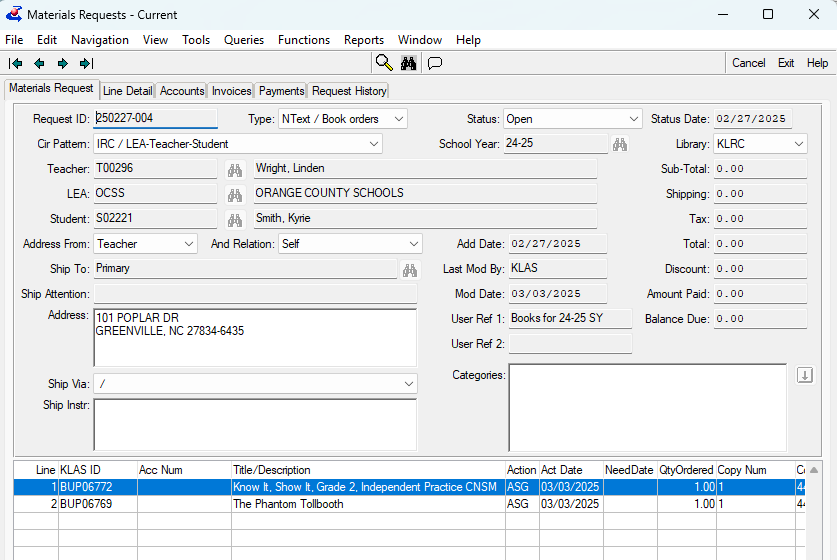 Materials Requests - Current
File Edit Navigation View Tools Queries Functions Reports Window Help
Cancel Exit Help
Materials Request Line Detail Accounts Invoices Payments Request History
Request ID: 250227-004 Type: NText / Book orders Status: Open Status Date: 02/27/2025
Cir Pattern: IRC / LEA-Teacher-Student School Year: 24-25 Library: KLRC
Teacher: T00296 Wright, Linden Sub-Total: 0.00
LEA: OCSS ORANGE COUNTY SCHOOLS Shipping: 0.00
Student: S02221 Smith, Kyrie Tax: 0.00
Address From: Teacher And Relation: Self Add Date: 02/27/2025 Total: 0.00
Ship To: Primary Last Mod By: KLAS Discount: 0.00
Ship Attention: Mod Date: 03/03/2025 Amount Paid: 0.00
Address: 101 POPLAR DR User Ref 1: Books for 24-25 SY Balance Due: 0.00
GREENVILLE, NC 27834-6435
User Ref 2:
Categories:
Ship Via: /
Ship Instr:
Line KLAS ID Acc Num Title/Description Action Act Date NeedDate QtyOrdered Copy Num
1 BUP06772 Know It, Show It, Grade 2, Independent Practice CNSM ASG 03/03/2025 1.00 1
2 BUP06769 The Phantom Tollbooth ASG 03/03/2025 1.00 1